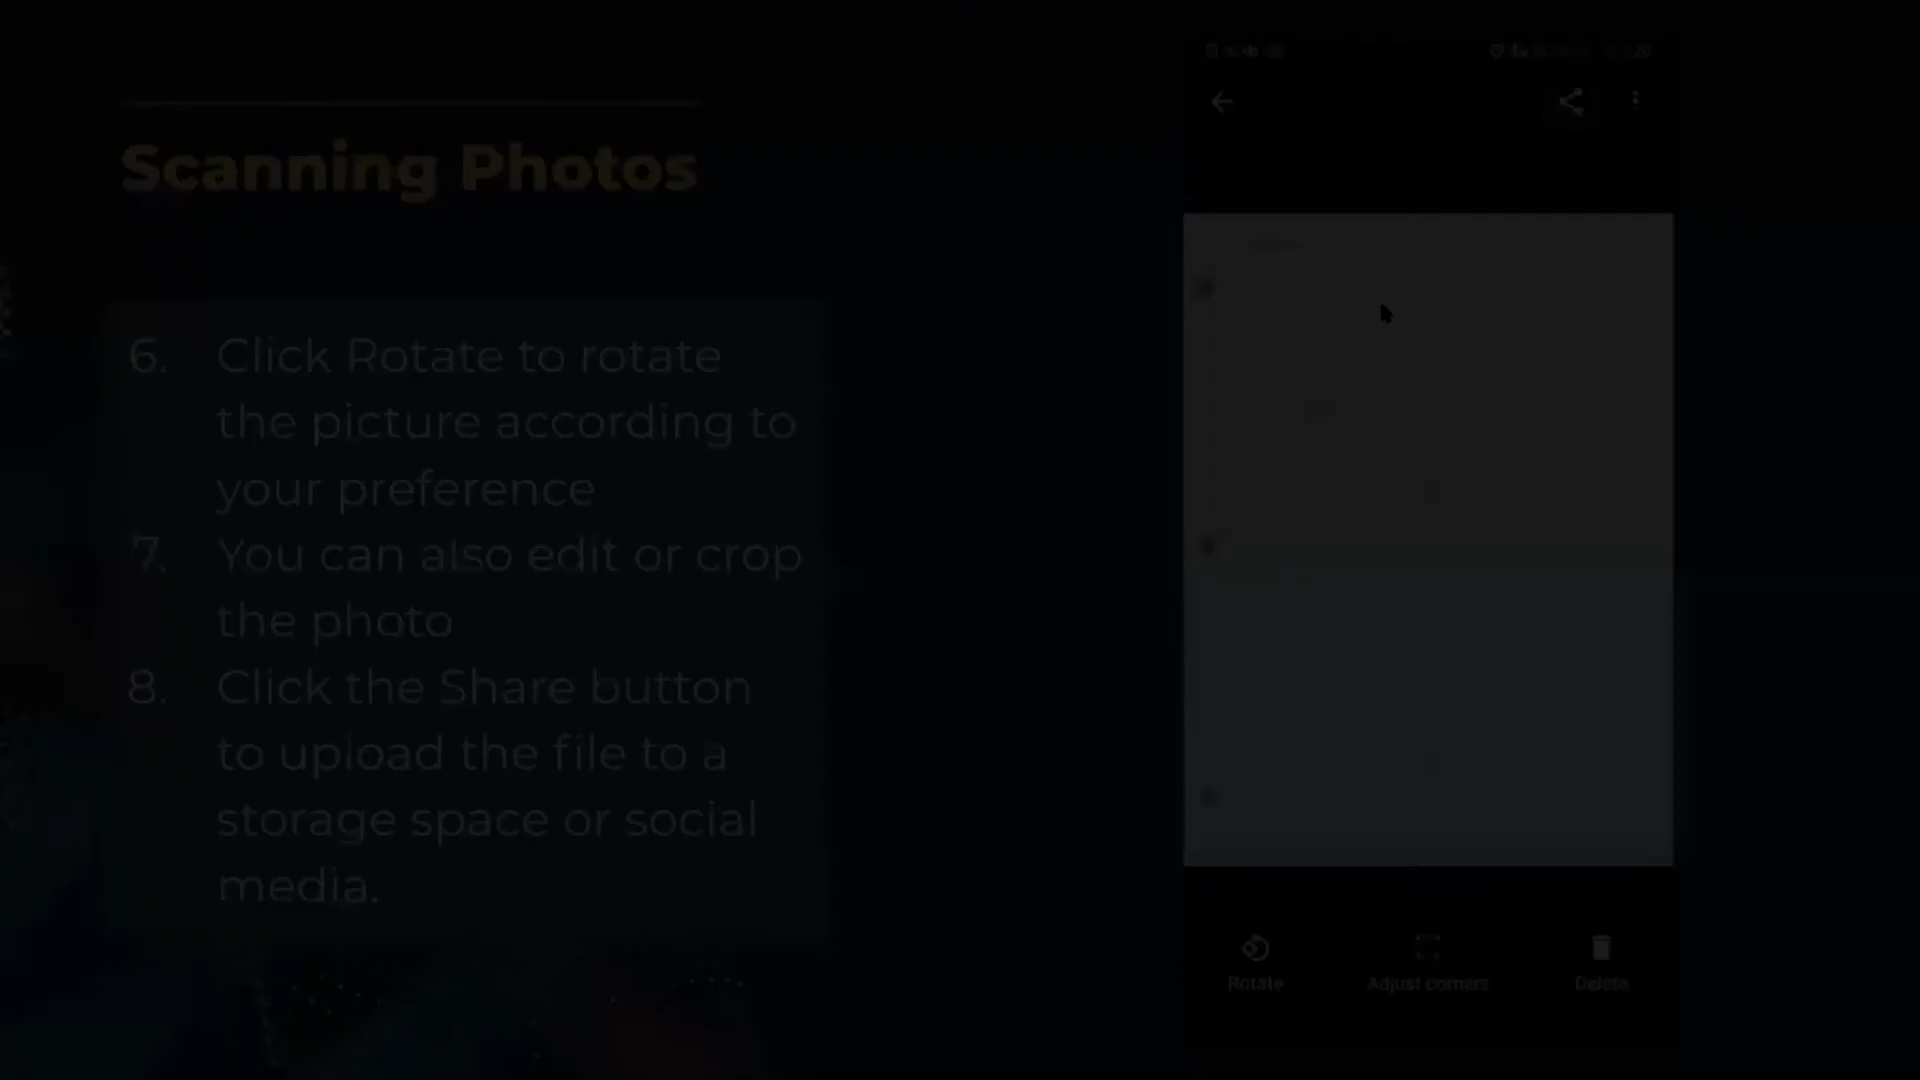 Scanning Photos
6. Click Rotate to rotate
the picture according to
your preference
7. You can also edit or crop
the photo
8. Click the Share button
to upload the file to a
storage space or social
media.
Rotate
Adjust corners
Delete